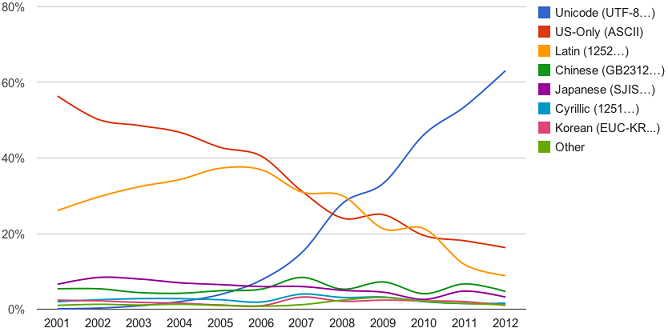 80%
60%
40%
20%
0%
2001 2002 2003 2004 2005 2006 2007 2008 2009 2010 2011 2012
Unicode (UTF-8…)
US-Only (ASCII)
Latin (1252…)
Chinese (GB2312…)
Japanese (SJIS…)
Cyrillic (1251…)
Korean (EUC-KR...)
Other